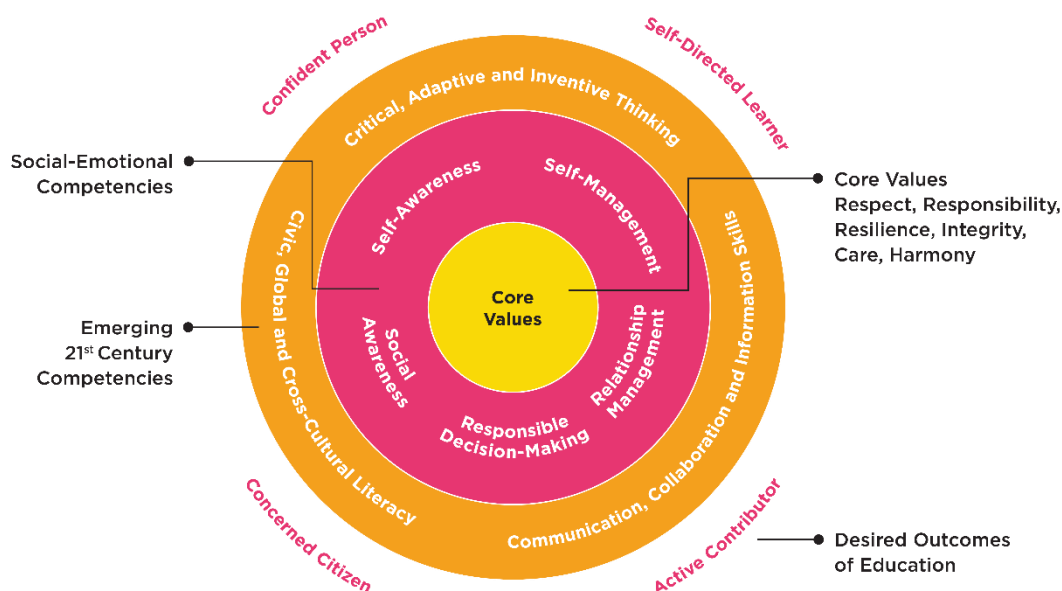 Confident Person
Self-Directed Learner
Critical, Adaptive and Inventive Thinking
Social-Emotional
Competencies
Self-Awareness
Self-Management
Core Values
Respect, Responsibility,
Resilience, Integrity,
Care, Harmony
Core
Values
Civic, Global and Cross-Cultural Literacy
Communication, Collaboration and Information Skills
Emerging
21st Century
Competencies
Social
Awareness
Relationship
Management
Responsible
Decision-Making
Concerned Citizen
Active Contributor
Desired Outcomes
of Education